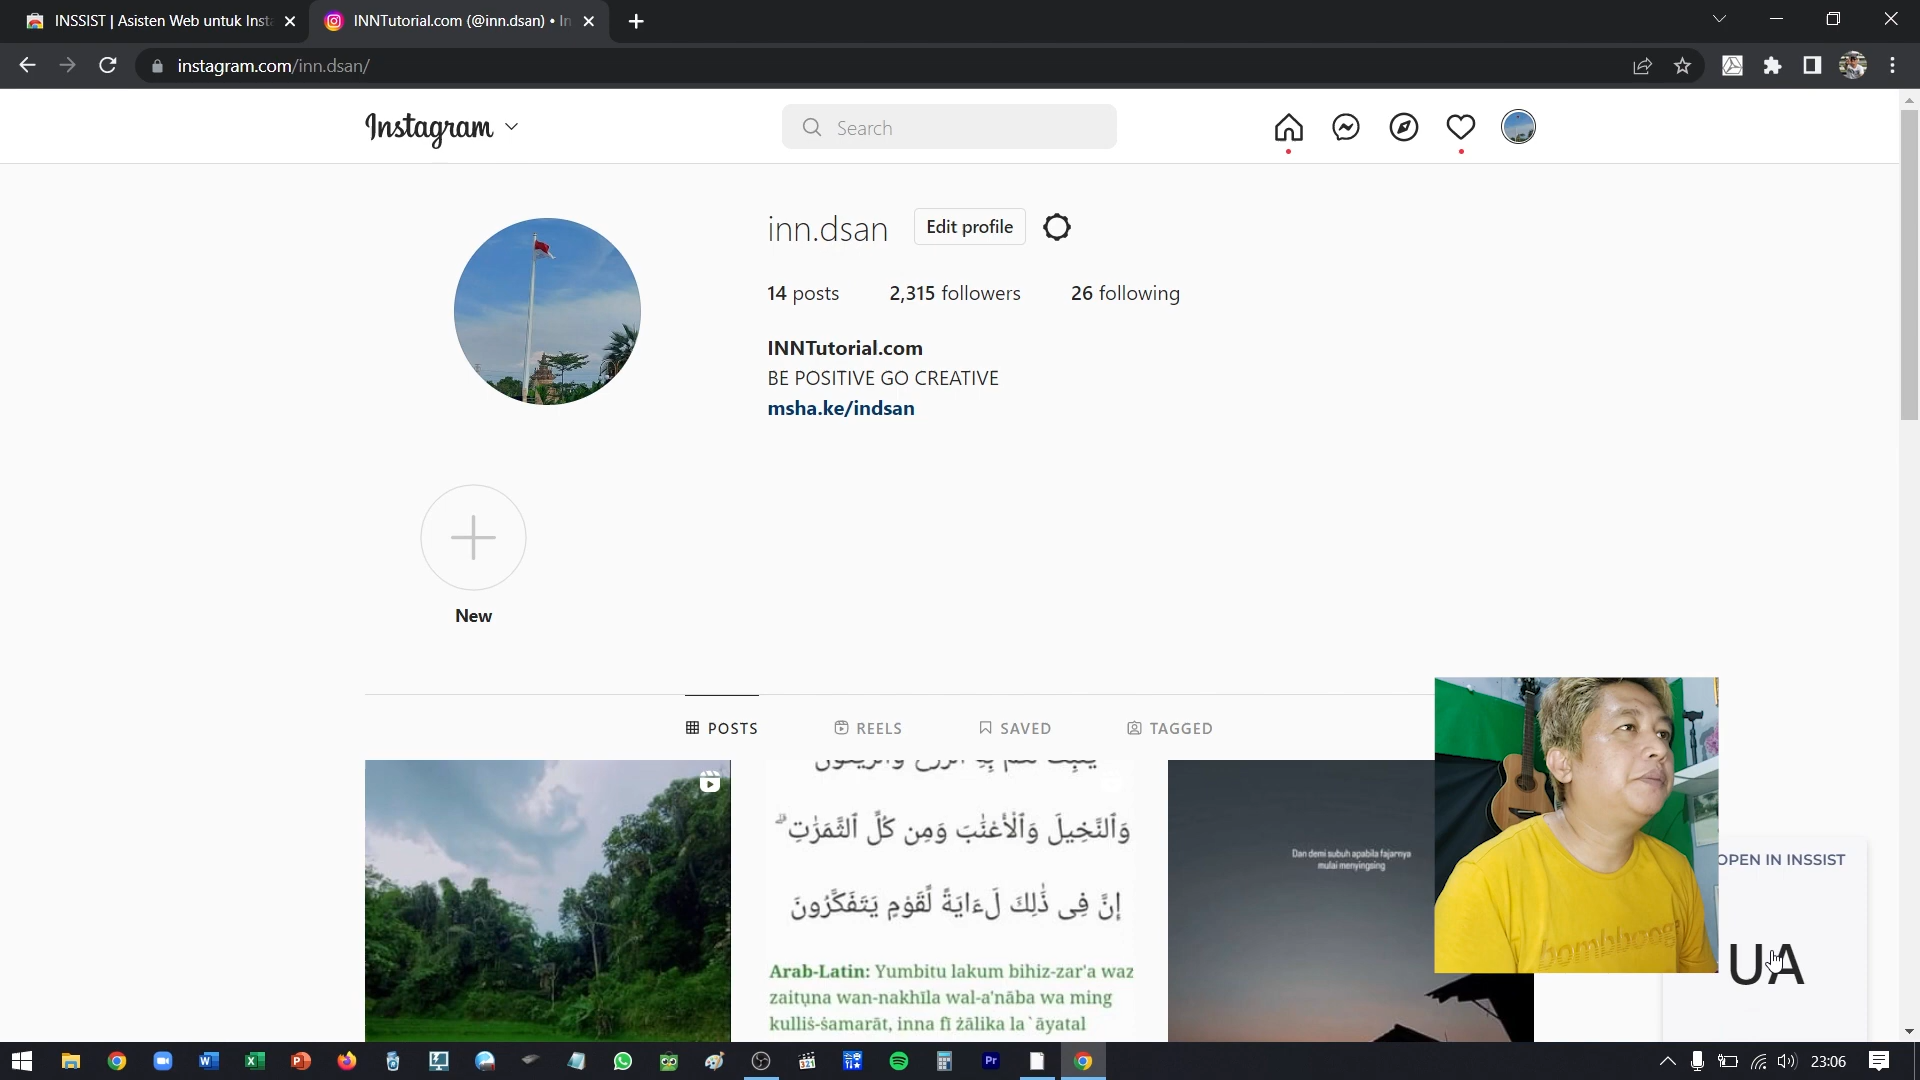 INSSIST | Asisten Web untuk Inst
INNTutorial.com (@inn.dsan) • In
instagram.com/inn.dsan/
Instagram
Search
inn.dsan
Edit profile
14 posts
2,315 followers
26 following
INNTutorial.com
BE POSITIVE GO CREATIVE
msha.ke/indsan
New
POSTS
REELS
SAVED
TAGGED
وَٱلنَّخِيلَ وَٱلْأَعْنَٰبَ وَمِن كُلِّ ٱلثَّمَرَٰتِ ۗ
إِنَّ فِى ذَٰلِكَ لَءَايَةً لِّقَوْمٍ يَتَفَكَّرُونَ
Arab-Latin: Yumbitu lakum bihiz-zar'a waz
zaitụna wan-nakhīla wal-a'nāba wa ming
kulliṡ-ṡamarāt, inna fī żālika la`āyatal
Dan demi subuh apabila fajarnya
mulai menyingsing
OPEN IN INSSIST
UA
23:06